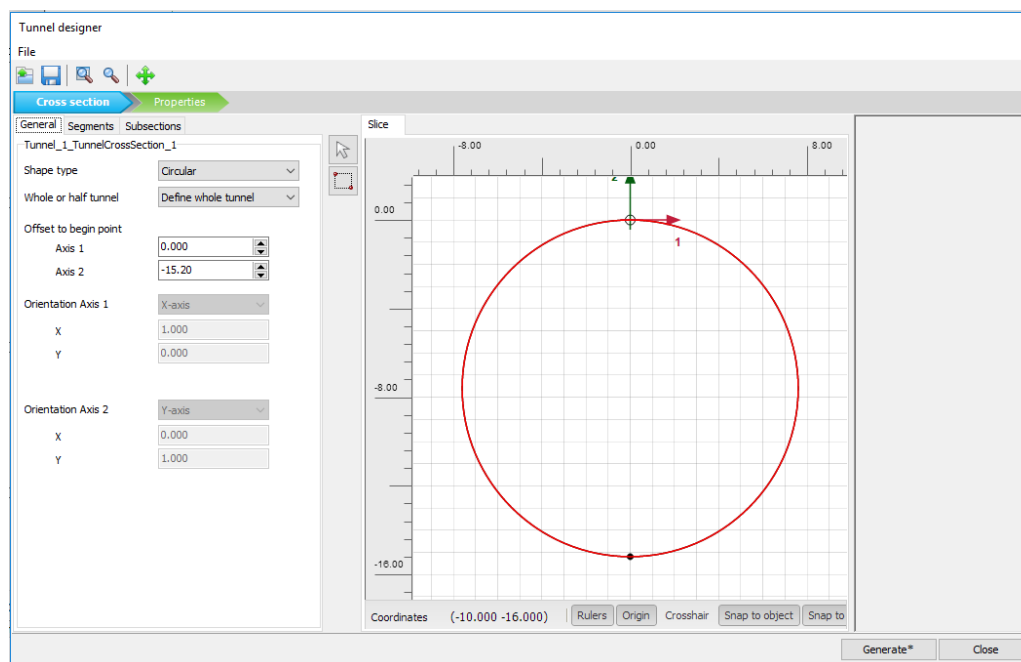 Tunnel designer
File
Cross section Properties
General Segments Subsections
Tunnel_1_TunnelCrossSection_1
Shape type Circular
Whole or half tunnel Define whole tunnel
Offset to begin point
Axis 1 0.000
Axis 2 -15.20
Orientation Axis 1 X-axis
X 1.000
Y 0.000
Orientation Axis 2 Y-axis
X 0.000
Y 1.000
Slice
-8.00 0.00 8.00
2
0.00
1
-8.00
-16.00
Coordinates (-10.000 -16.000) Rulers Origin Crosshair Snap to object Snap to
Generate* Close